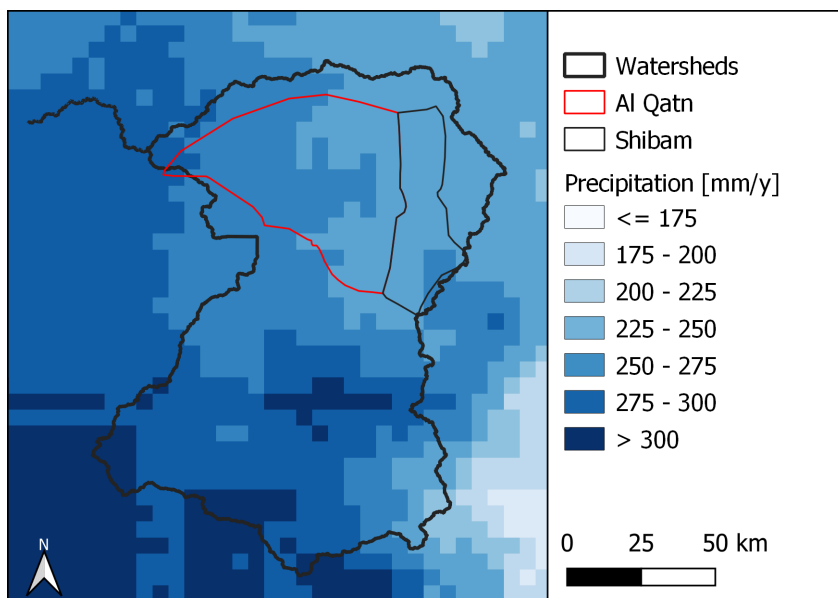 Watersheds
Al Qatn
Shibam
Precipitation [mm/y]
<= 175
175 - 200
200 - 225
225 - 250
250 - 275
275 - 300
> 300
N
0 25 50 km